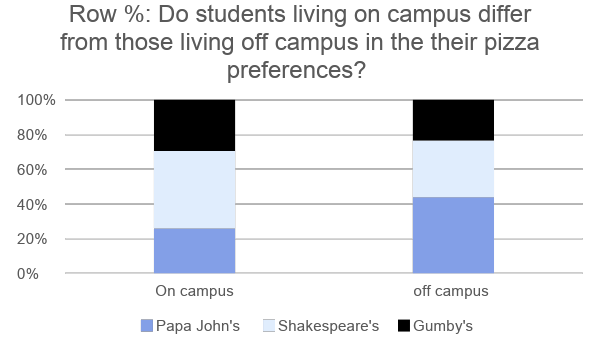 Row %: Do students living on campus differ
from those living off campus in the their pizza
preferences?
100%
80%
60%
40%
20%
0%
On campus
off campus
Papa John's
Shakespeare's
Gumby's